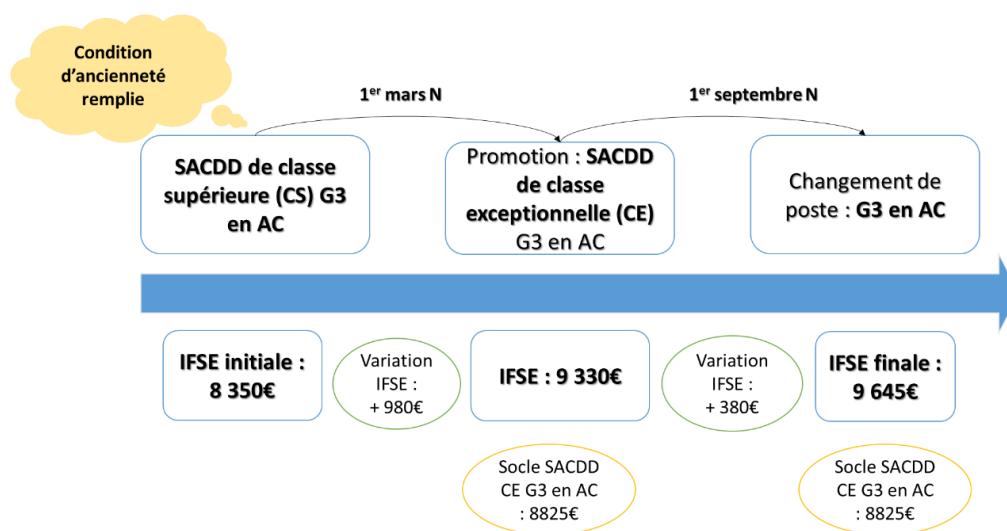 Condition
d'ancienneté
remplie
1er mars N
1er septembre N
SACDD de classe
supérieure (CS) G3
en AC
Promotion : SACDD
de classe
exceptionnelle (CE)
G3 en AC
Changement de
poste : G3 en AC
IFSE initiale :
8 350€
Variation
IFSE :
+ 980€
IFSE : 9 330€
Variation
IFSE :
+ 380€
IFSE finale :
9 645€
Socle SACDD
CE G3 en AC
: 8825€
Socle SACDD
CE G3 en AC
: 8825€